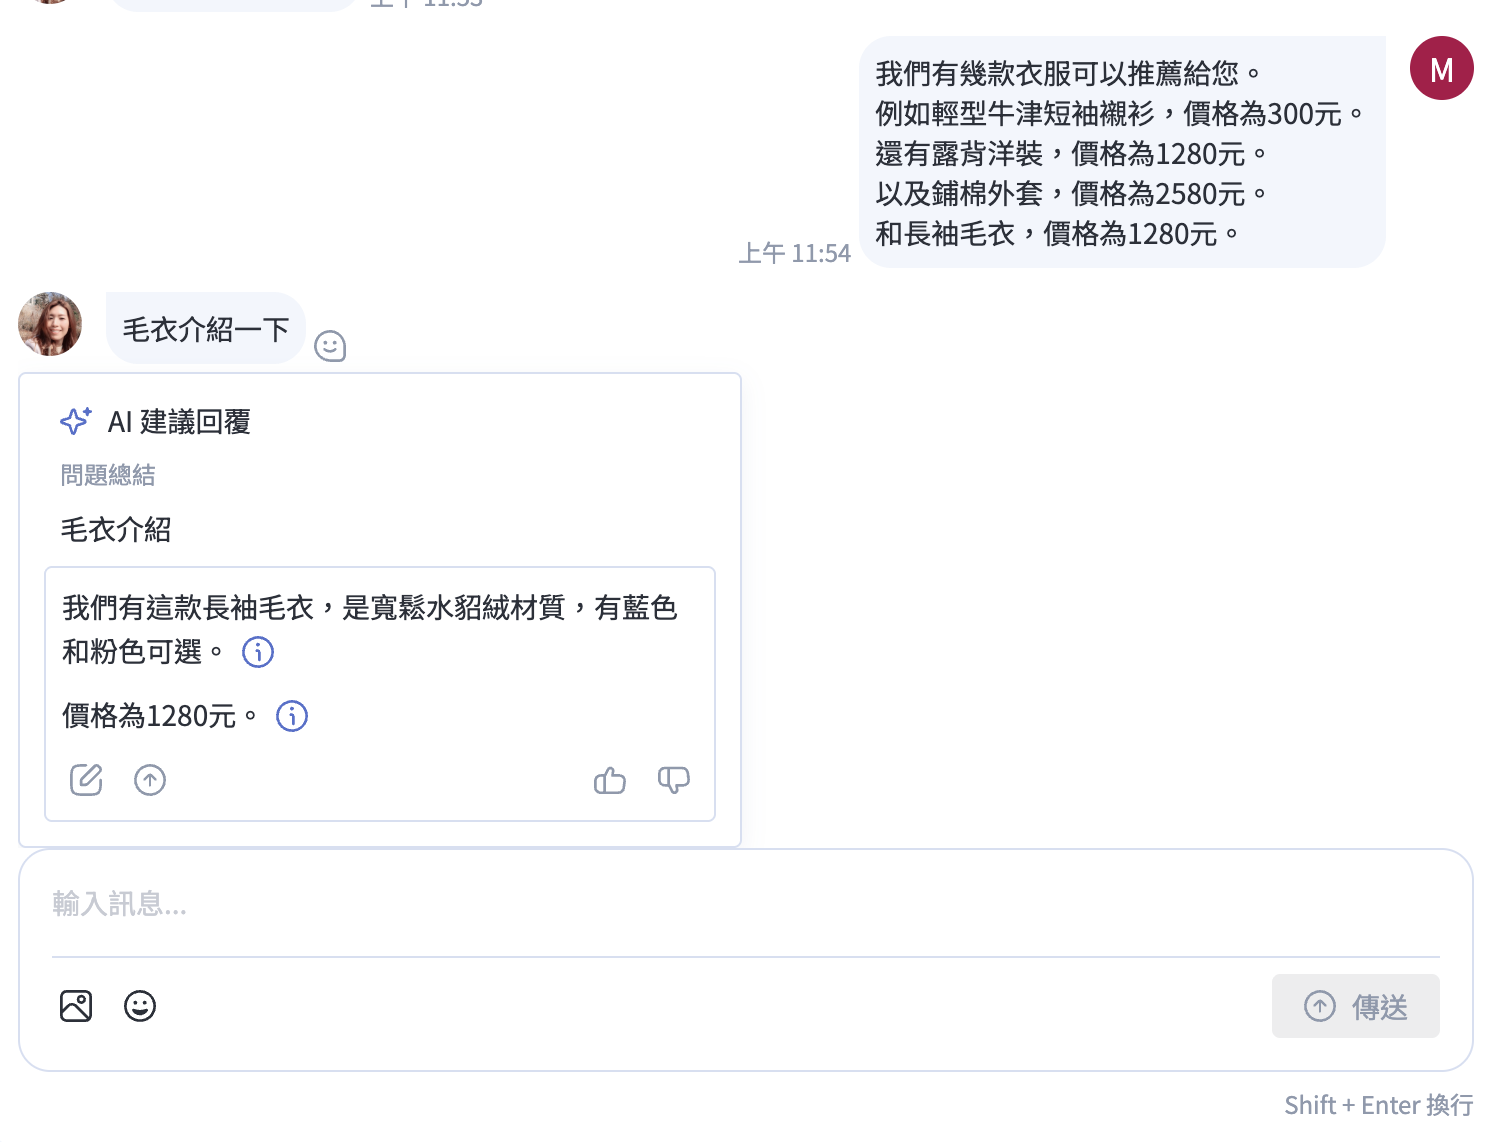 上午 11:53
我們有幾款衣服可以推薦給您。
例如輕型牛津短袖襯衫，價格為300元。
還有露背洋裝，價格為1280元。
以及鋪棉外套，價格為2580元。
和長袖毛衣，價格為1280元。
上午 11:54
M
毛衣介紹一下
AI 建議回覆
問題總結
毛衣介紹
我們有這款長袖毛衣，是寬鬆水貂絨材質，有藍色
和粉色可選。
價格為1280元。
輸入訊息...
傳送
Shift + Enter 換行